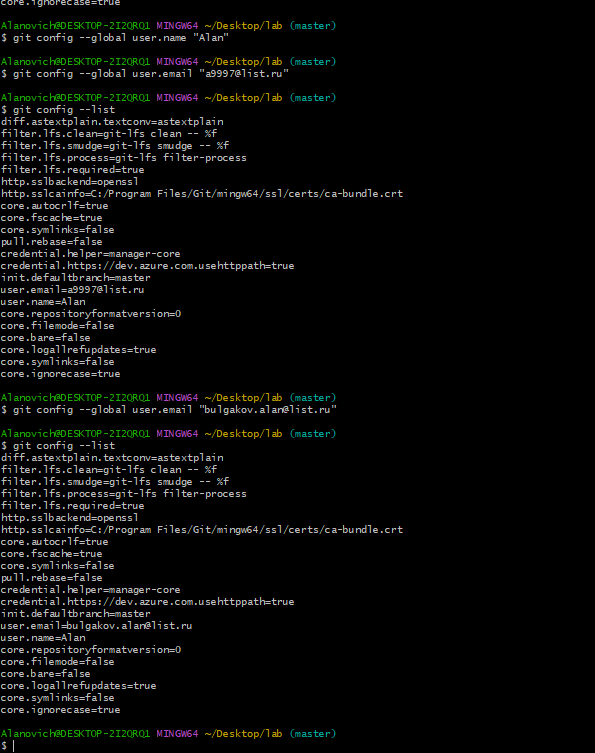 core.ignorecase=true
Alanovich@DESKTOP-2I2QRQ1 MINGW64 ~/Desktop/lab (master)
$ git config --global user.name "Alan"
Alanovich@DESKTOP-2I2QRQ1 MINGW64 ~/Desktop/lab (master)
$ git config --global user.email "a9997@list.ru"
Alanovich@DESKTOP-2I2QRQ1 MINGW64 ~/Desktop/lab (master)
$ git config --list
diff.astextplain.textconv=astextplain
filter.lfs.clean=git-lfs clean -- %f
filter.lfs.smudge=git-lfs smudge -- %f
filter.lfs.process=git-lfs filter-process
filter.lfs.required=true
http.sslbackend=openssl
http.sslcainfo=C:/Program Files/Git/mingw64/ssl/certs/ca-bundle.crt
core.autocrlf=true
core.fscache=true
core.symlinks=false
pull.rebase=false
credential.helper=manager-core
credential.https://dev.azure.com.usehttppath=true
init.defaultbranch=master
user.email=a9997@list.ru
user.name=Alan
core.repositoryformatversion=0
core.filemode=false
core.bare=false
core.logallrefupdates=true
core.symlinks=false
core.ignorecase=true
Alanovich@DESKTOP-2I2QRQ1 MINGW64 ~/Desktop/lab (master)
$ git config --global user.email "bulgakov.alan@list.ru"
Alanovich@DESKTOP-2I2QRQ1 MINGW64 ~/Desktop/lab (master)
$ git config --list
diff.astextplain.textconv=astextplain
filter.lfs.clean=git-lfs clean -- %f
filter.lfs.smudge=git-lfs smudge -- %f
filter.lfs.process=git-lfs filter-process
filter.lfs.required=true
http.sslbackend=openssl
http.sslcainfo=C:/Program Files/Git/mingw64/ssl/certs/ca-bundle.crt
core.autocrlf=true
core.fscache=true
core.symlinks=false
pull.rebase=false
credential.helper=manager-core
credential.https://dev.azure.com.usehttppath=true
init.defaultbranch=master
user.email=bulgakov.alan@list.ru
user.name=Alan
core.repositoryformatversion=0
core.filemode=false
core.bare=false
core.logallrefupdates=true
core.symlinks=false
core.ignorecase=true
Alanovich@DESKTOP-2I2QRQ1 MINGW64 ~/Desktop/lab (master)
$